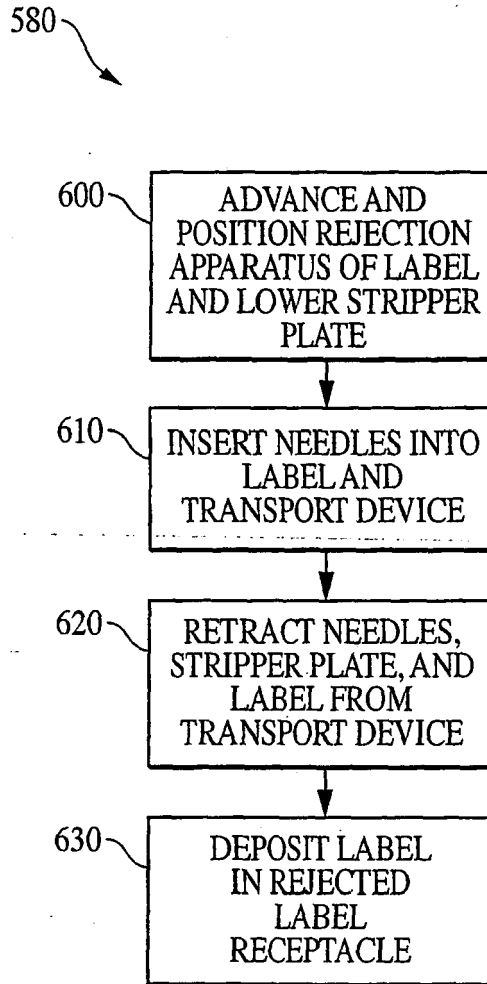 580
600
ADVANCE AND
POSITION REJECTION
APPARATUS OF LABEL
AND LOWER STRIPPER
PLATE
610
INSERT NEEDLES INTO
LABEL AND
TRANSPORT DEVICE
620
RETRACT NEEDLES,
STRIPPER PLATE, AND
LABEL FROM
TRANSPORT DEVICE
630
DEPOSIT LABEL
IN REJECTED
LABEL
RECEPTACLE